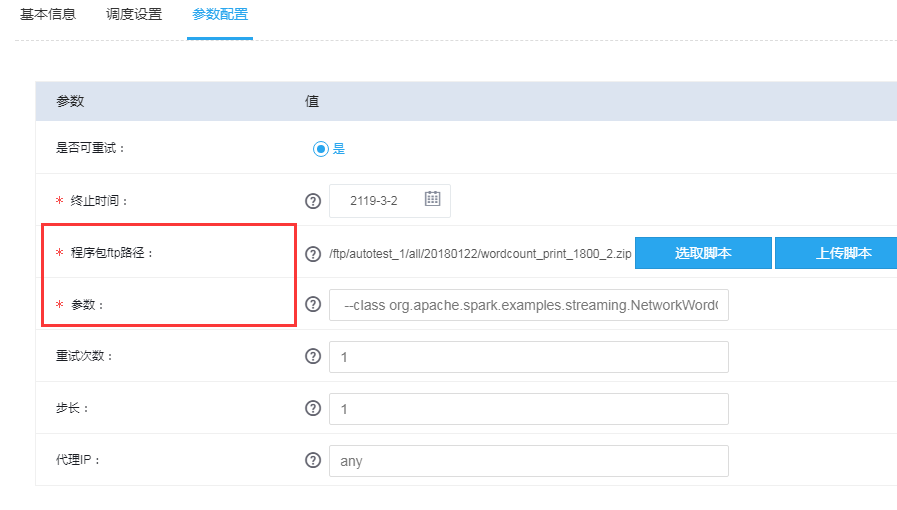 基本信息 调度设置 参数配置
参数 值
是否可重试： 是
* 终止时间： ? 2119-3-2
* 程序包ftp路径： ? /ftp/autotest_1/all/20180122/wordcount_print_1800_2.zip 选取脚本 上传脚本
* 参数： ? --class org.apache.spark.examples.streaming.NetworkWord
重试次数： ? 1
步长： ? 1
代理IP： ? any